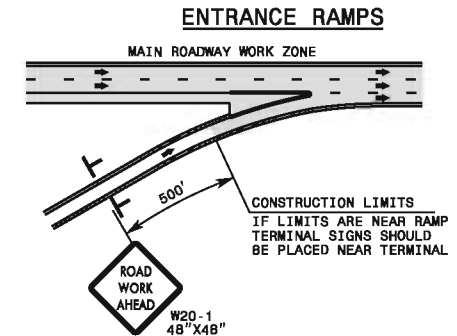 ENTRANCE RAMPS
MAIN ROADWAY WORK ZONE
500'
CONSTRUCTION LIMITS
IF LIMITS ARE NEAR RAMP
TERMINAL SIGNS SHOULD
BE PLACED NEAR TERMINAL
ROAD
WORK
AHEAD
W20-1
48"X48"